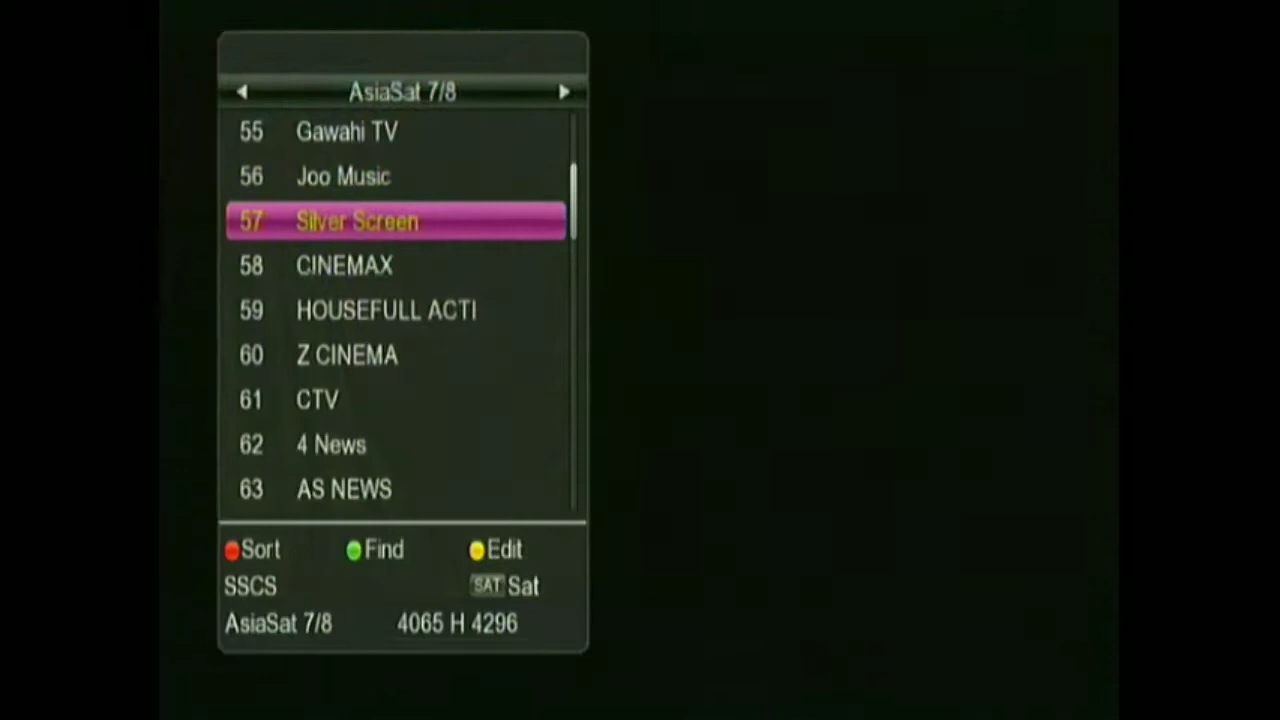 AsiaSat 7/8
55 Gawahi TV
56 Joo Music
57 Silver Screen
58 CINEMAX
59 HOUSEFULL ACTI
60 Z CINEMA
61 CTV
62 4 News
63 AS NEWS
Sort Find Edit
SSCS SAT Sat
AsiaSat 7/8 4065 H 4296